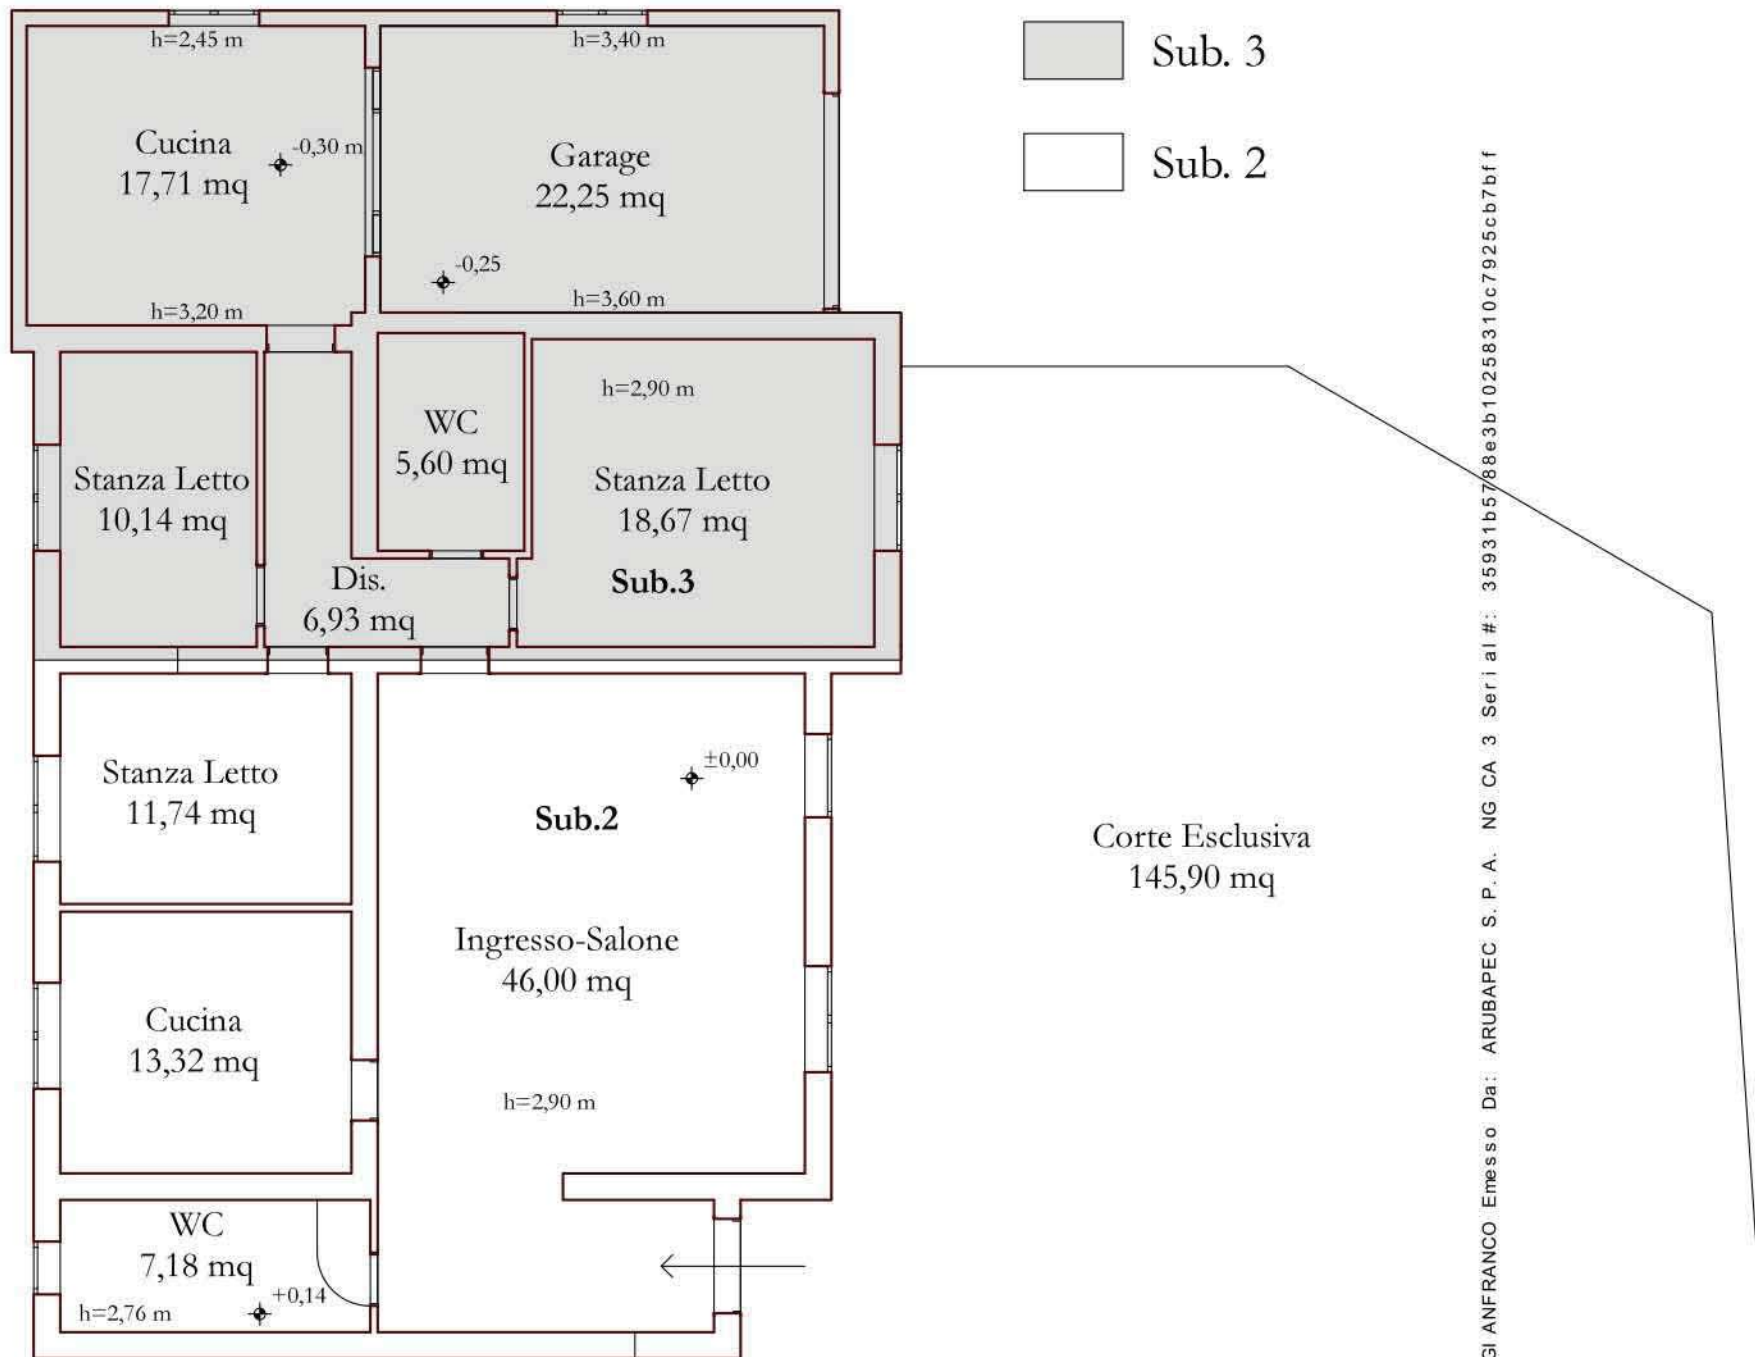 h=2,45 m
h=3,40 m
Sub. 3
Cucina
17,71 mq
-0,30 m
Garage
22,25 mq
Sub. 2
-0,25
h=3,20 m
h=3,60 m
h=2,90 m
WC
5,60 mq
Stanza Letto
10,14 mq
Stanza Letto
18,67 mq
Dis.
6,93 mq
Sub.3
Stanza Letto
11,74 mq
±0,00
Sub.2
Corte Esclusiva
145,90 mq
Ingresso-Salone
46,00 mq
Cucina
13,32 mq
h=2,90 m
WC
7,18 mq
+0,14
h=2,76 m
GIANFRANCO Emesso Da: ARUBAPEC S.P.A. NG CA 3 Serial#: 35931b5788e3b10258310c7925cb7bff